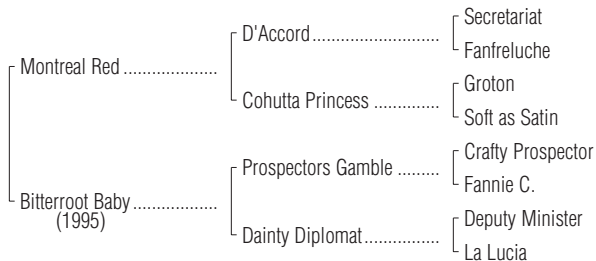 Secretariat
D'Accord..........................
Fanfreluche
Montreal Red ....................
Groton
Cohutta Princess ..............
Soft as Satin
Crafty Prospector
Prospectors Gamble .........
Fannie C.
Bitterroot Baby..................
(1995)
Deputy Minister
Dainty Diplomat................
La Lucia